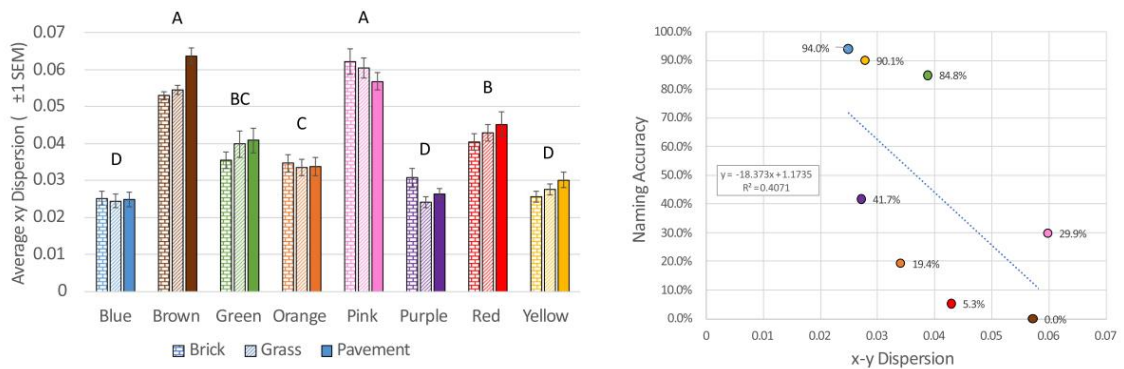 Average xy Dispersion ( ±1 SEM)
0.07
0.06
0.05
0.04
0.03
0.02
0.01
0
A
A
BC
B
C
D
D
D
Blue Brown Green Orange Pink Purple Red Yellow
Brick Grass Pavement
Naming Accuracy
100.0%
90.0%
80.0%
70.0%
60.0%
50.0%
40.0%
30.0%
20.0%
10.0%
0.0%
94.0%
90.1%
84.8%
y = -18.373x + 1.1735
R² = 0.4071
41.7%
29.9%
19.4%
5.3%
0.0%
0 0.01 0.02 0.03 0.04 0.05 0.06 0.07
x-y Dispersion